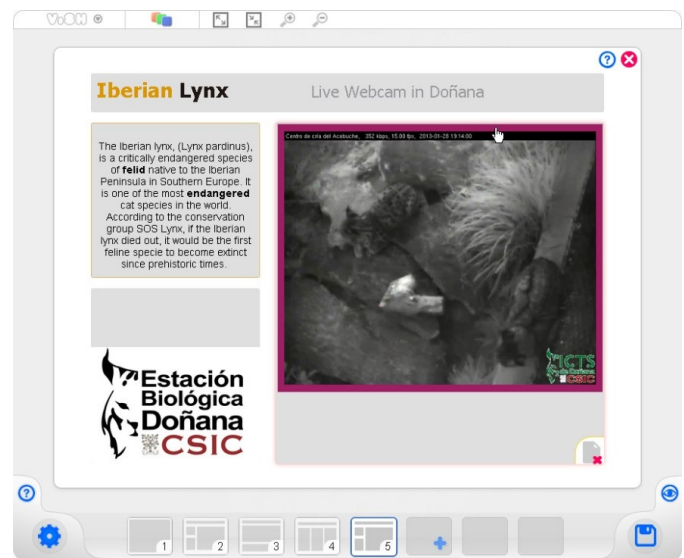 ViSH
Iberian Lynx
Live Webcam in Doñana
The Iberian lynx, (Lynx pardinus),
is a critically endangered species
of felid native to the Iberian
Peninsula in Southern Europe. It
is one of the most endangered
cat species in the world.
According to the conservation
group SOS Lynx, if the Iberian
lynx died out, it would be the first
feline specie to become extinct
since prehistoric times.
Centro de cría del Acebuche, 352 kbps, 15.00 fps, 2013-01-28 19:14:00
ICTS
CSIC
Estación
Biológica
Doñana
CSIC
1
2
3
4
5